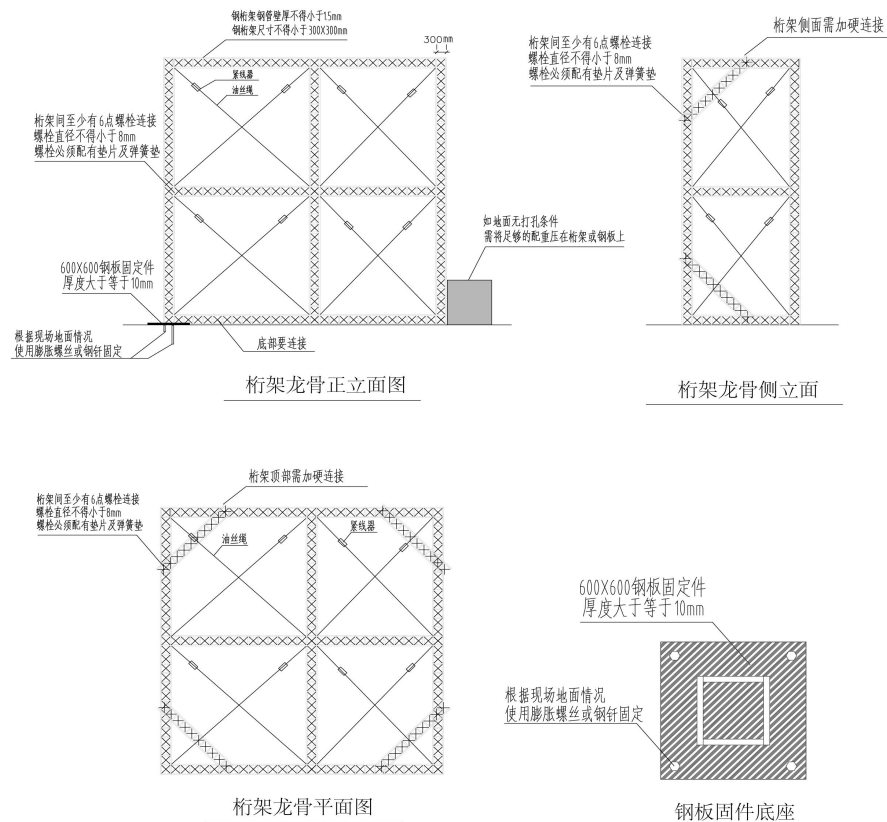 钢桁架钢管壁厚不得小于1.5mm
钢桁架尺寸不得小于300X300mm
300mm
紧线器
油丝绳
桁架间至少有6点螺栓连接
螺栓直径不得小于8mm
螺栓必须配有垫片及弹簧垫
如地面无打孔条件
需将足够的配重压在桁架或钢板上
600X600钢板固定件
厚度大于等于10mm
根据现场地面情况
使用膨胀螺丝或钢钎固定
底部要连接
桁架龙骨正立面图
桁架侧面需加硬连接
桁架间至少有6点螺栓连接
螺栓直径不得小于8mm
螺栓必须配有垫片及弹簧垫
桁架龙骨侧立面
桁架顶部需加硬连接
桁架间至少有6点螺栓连接
螺栓直径不得小于8mm
螺栓必须配有垫片及弹簧垫
油丝绳
紧线器
桁架龙骨平面图
600X600钢板固定件
厚度大于等于10mm
根据现场地面情况
使用膨胀螺丝或钢钎固定
钢板固件底座